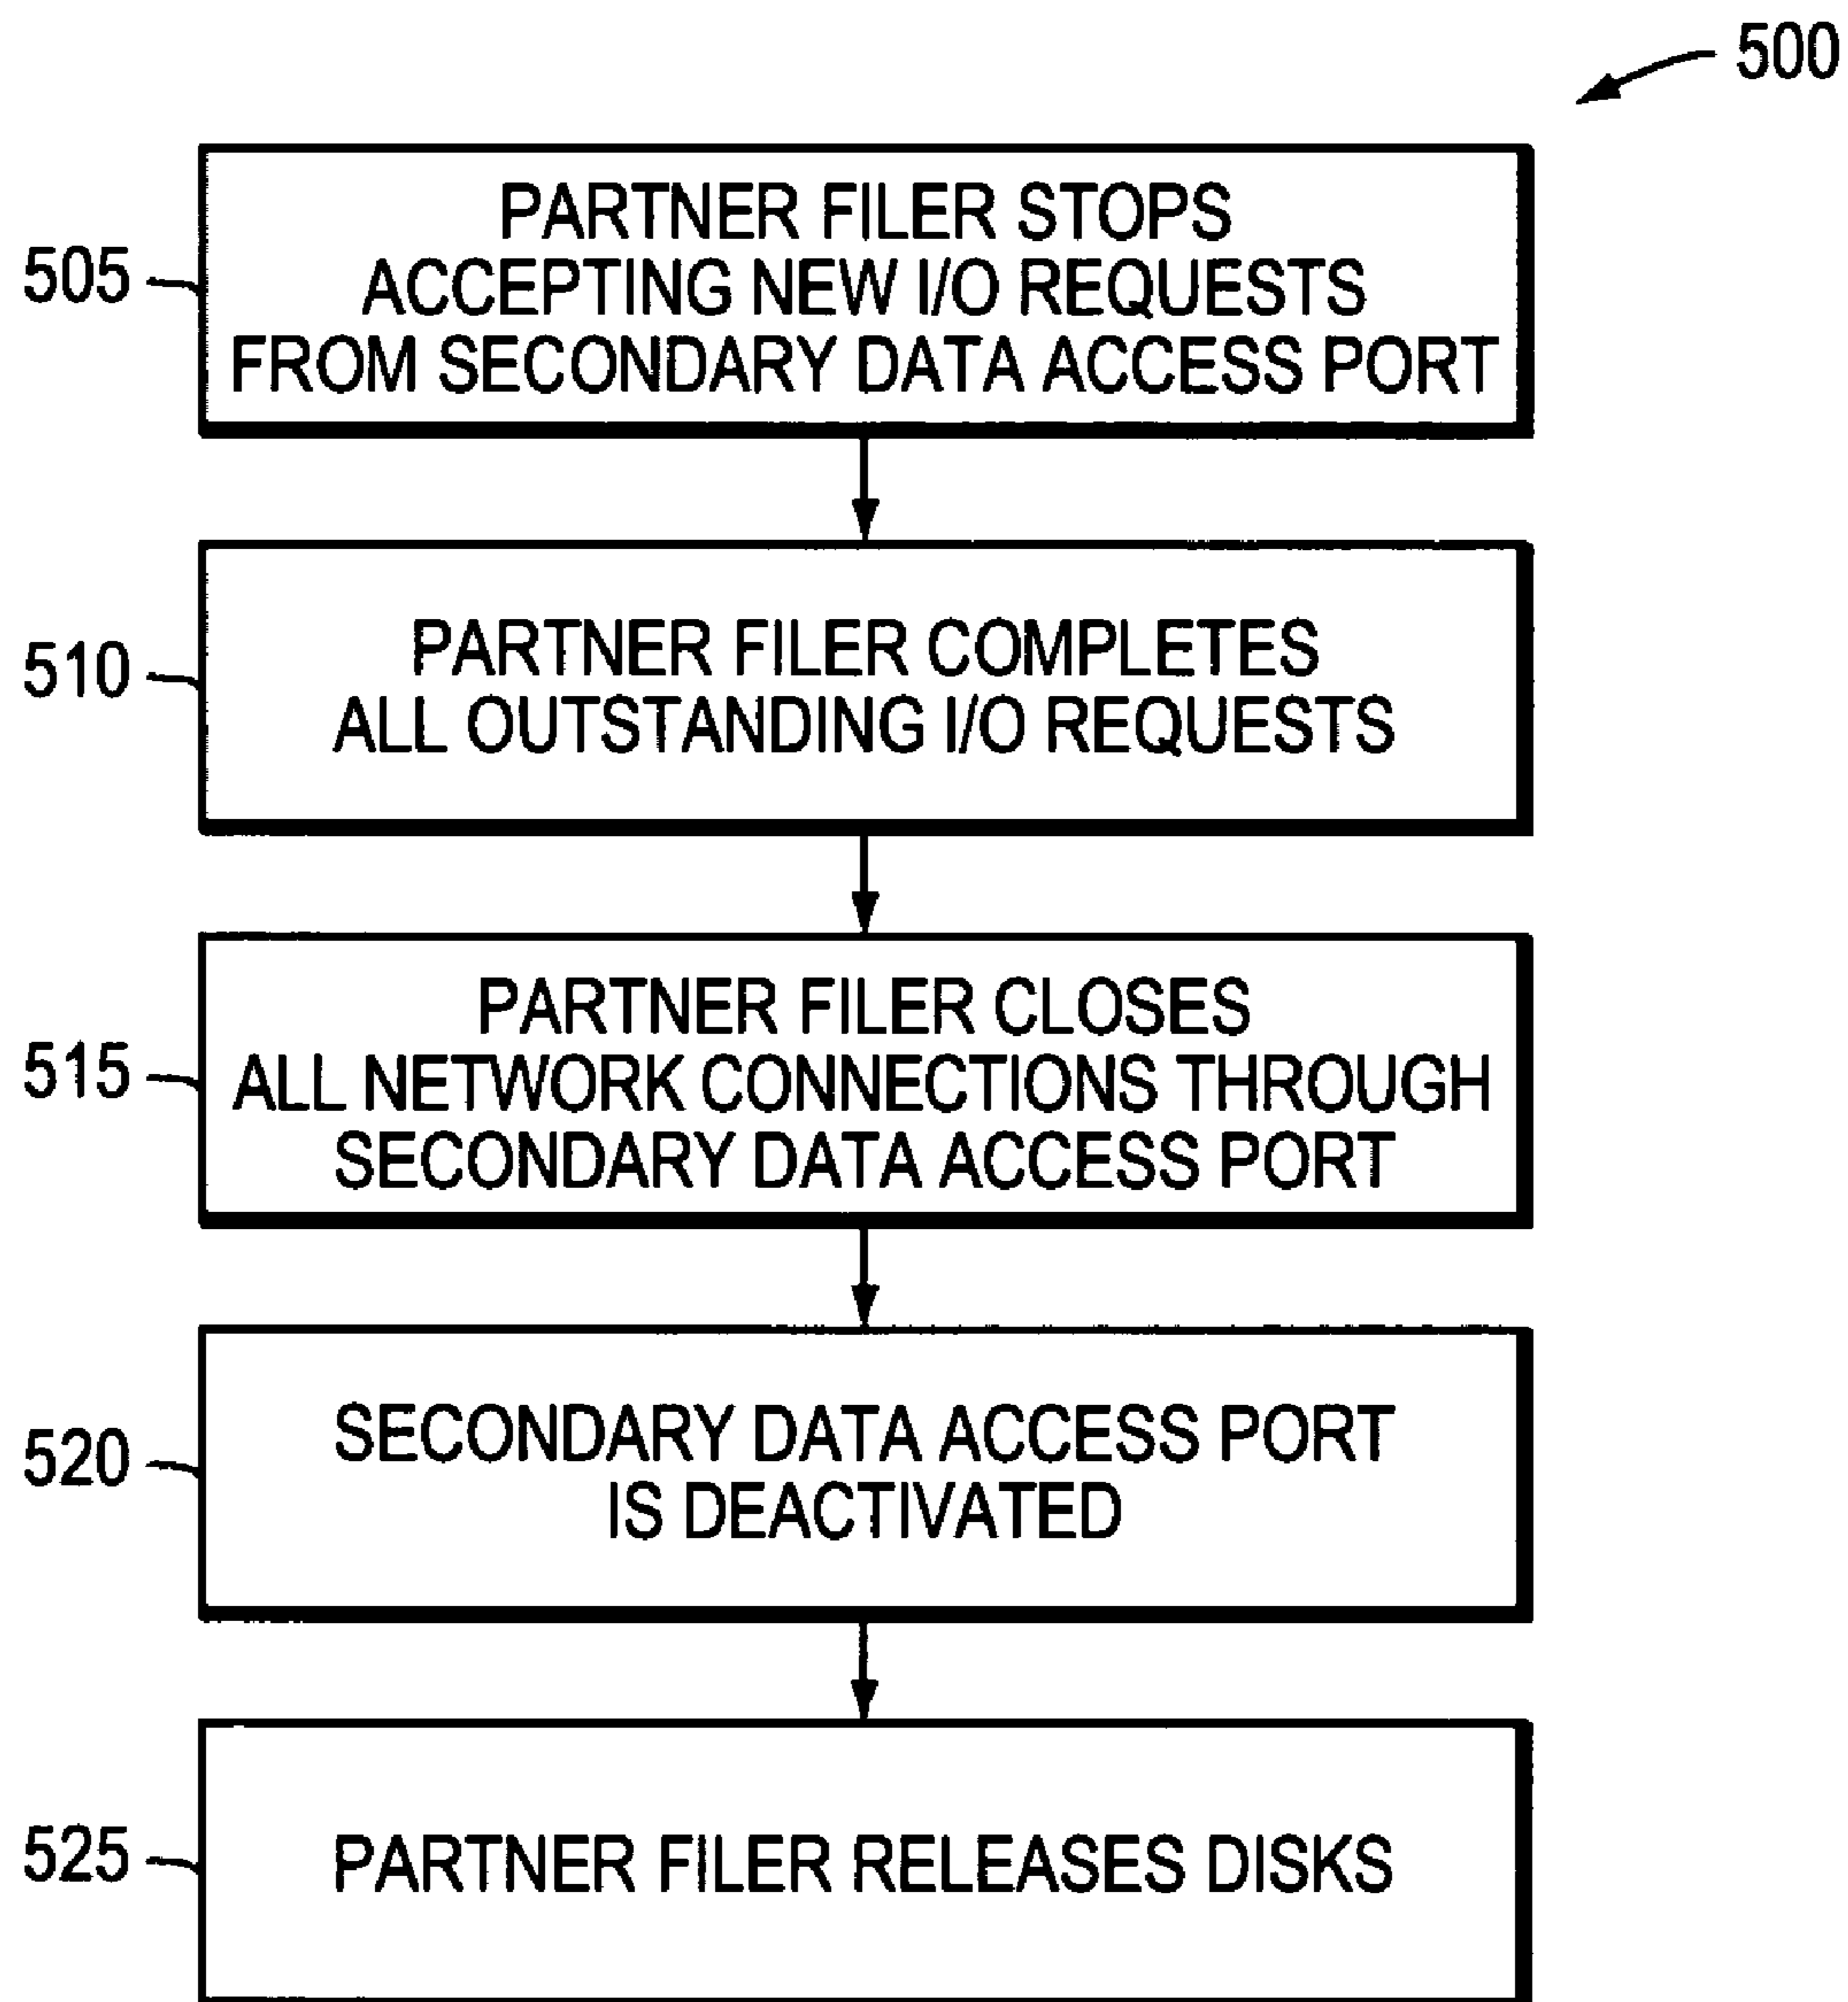 500
505
PARTNER FILER STOPS
ACCEPTING NEW I/O REQUESTS
FROM SECONDARY DATA ACCESS PORT
510
PARTNER FILER COMPLETES
ALL OUTSTANDING I/O REQUESTS
515
PARTNER FILER CLOSES
ALL NETWORK CONNECTIONS THROUGH
SECONDARY DATA ACCESS PORT
520
SECONDARY DATA ACCESS PORT
IS DEACTIVATED
525
PARTNER FILER RELEASES DISKS